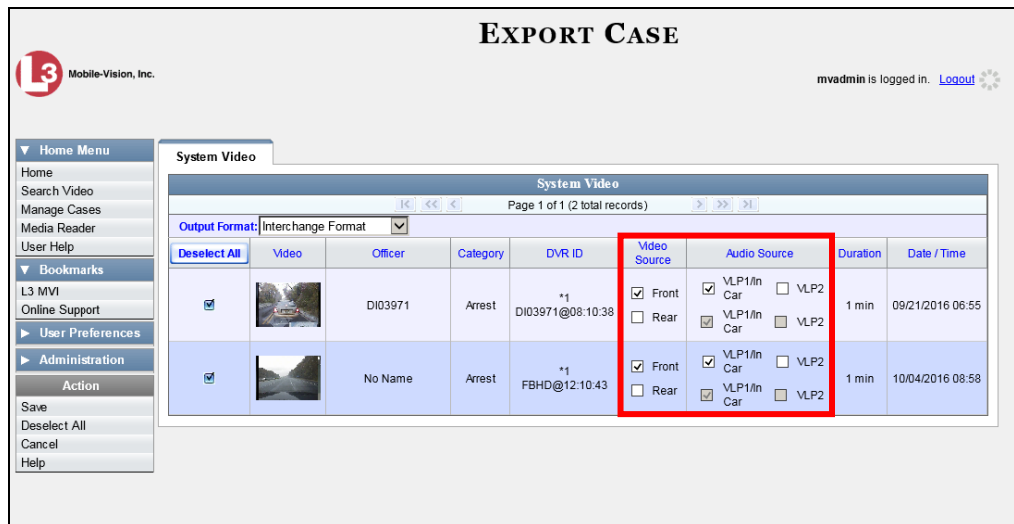 EXPORT CASE
L3 Mobile-Vision, Inc.
mvadmin is logged in. Logout
Home Menu
Home
Search Video
Manage Cases
Media Reader
User Help
Bookmarks
L3 MVI
Online Support
User Preferences
Administration
Action
Save
Deselect All
Cancel
Help
System Video
System Video
Page 1 of 1 (2 total records)
Output Format: Interchange Format
Deselect All Video Officer Category DVR ID Video Source Audio Source Duration Date / Time
DI03971 Arrest *1 DI03971@08:10:38 Front VLP1/In Car VLP2 1 min 09/21/2016 06:55
Rear VLP1/In Car VLP2
No Name Arrest *1 FBHD@12:10:43 Front VLP1/In Car VLP2 1 min 10/04/2016 08:58
Rear VLP1/In Car VLP2